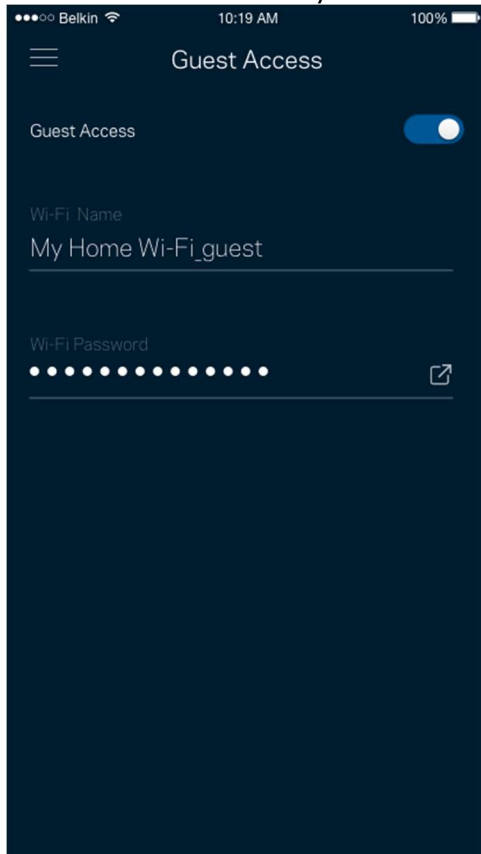 Belkin 10:19 AM 100%
Guest Access
Guest Access
Wi-Fi Name
My Home Wi-Fi_guest
Wi-Fi Password
●●●●●●●●●●●●●●